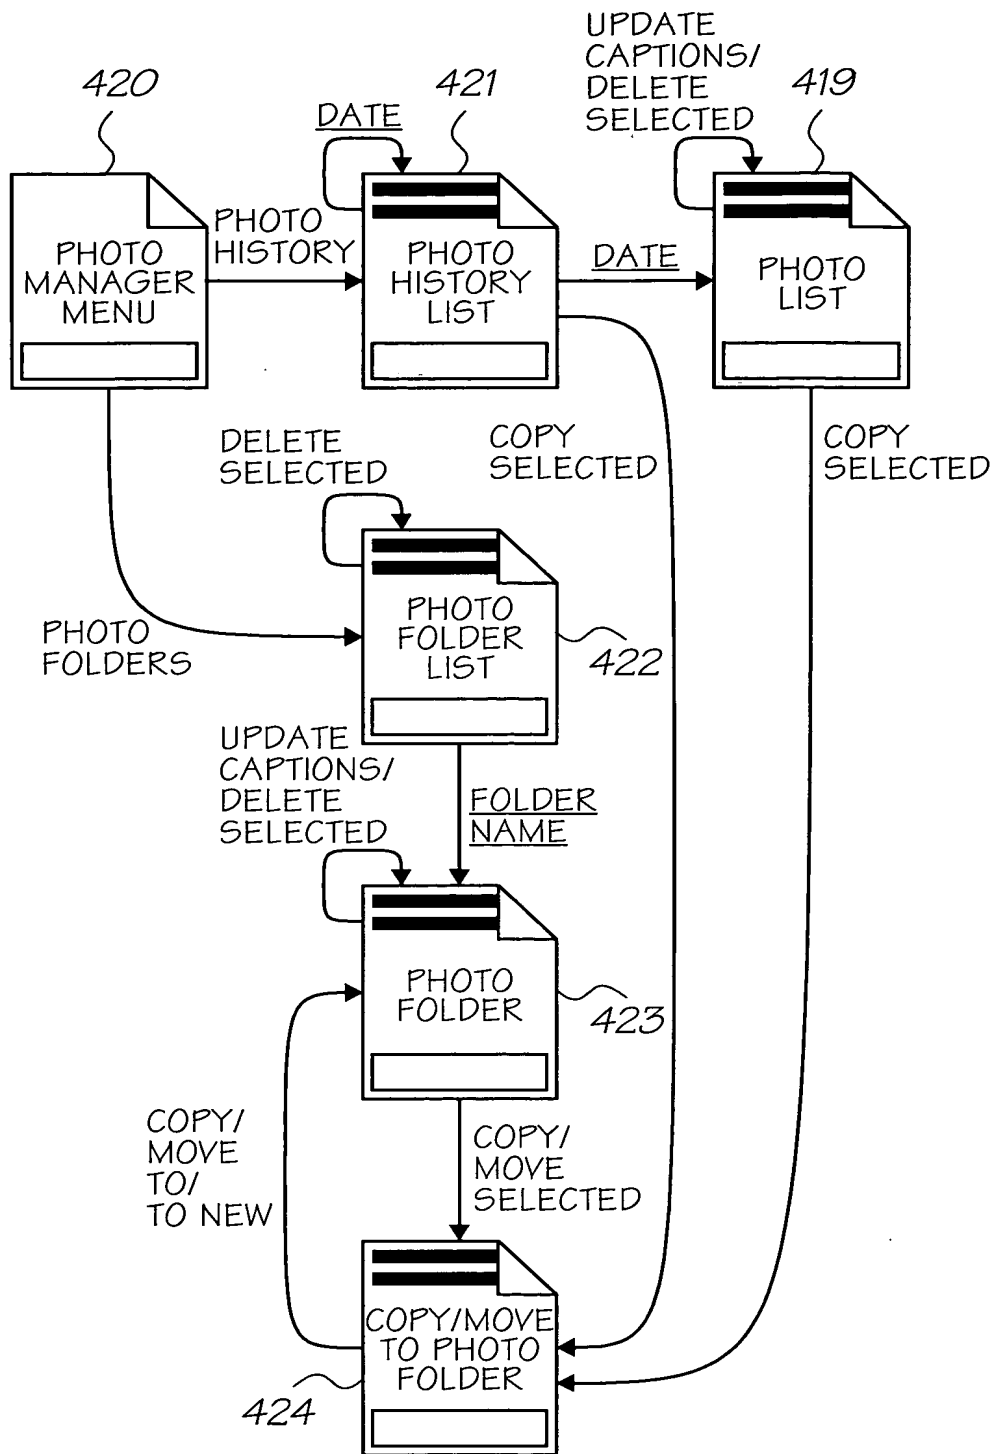 420
421
UPDATE
CAPTIONS/
DELETE
SELECTED
419
DATE
PHOTO
MANAGER
MENU
PHOTO
HISTORY
PHOTO
HISTORY
LIST
DATE
PHOTO
LIST
DELETE
SELECTED
COPY
SELECTED
COPY
SELECTED
PHOTO
FOLDERS
PHOTO
FOLDER
LIST
422
UPDATE
CAPTIONS/
DELETE
SELECTED
FOLDER
NAME
PHOTO
FOLDER
423
COPY/
MOVE
TO/
TO NEW
COPY/
MOVE
SELECTED
COPY/MOVE
TO PHOTO
FOLDER
424